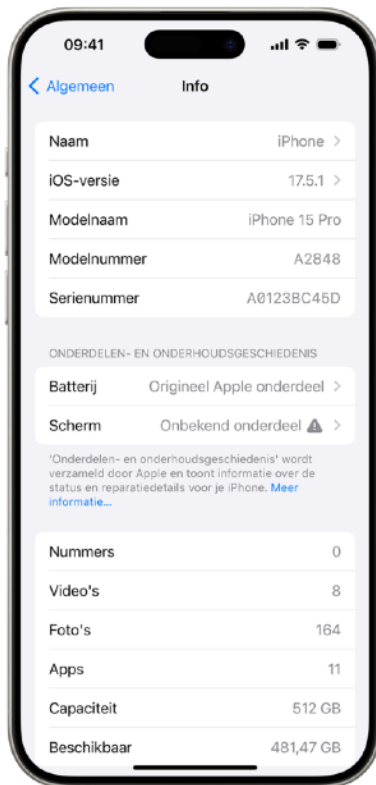 09:41
Algemeen Info
Naam iPhone
iOS-versie 17.5.1
Modelnaam iPhone 15 Pro
Modelnummer A2848
Serienummer A0123BC45D
ONDERDELEN- EN ONDERHOUDSGESCHIEDENIS
Batterij Origineel Apple onderdeel
Scherm Onbekend onderdeel
'Onderdelen- en onderhoudsgeschiedenis' wordt
verzameld door Apple en toont informatie over de
status en reparatiedetails voor je iPhone. Meer
informatie...
Nummers 0
Video's 8
Foto's 164
Apps 11
Capaciteit 512 GB
Beschikbaar 481,47 GB